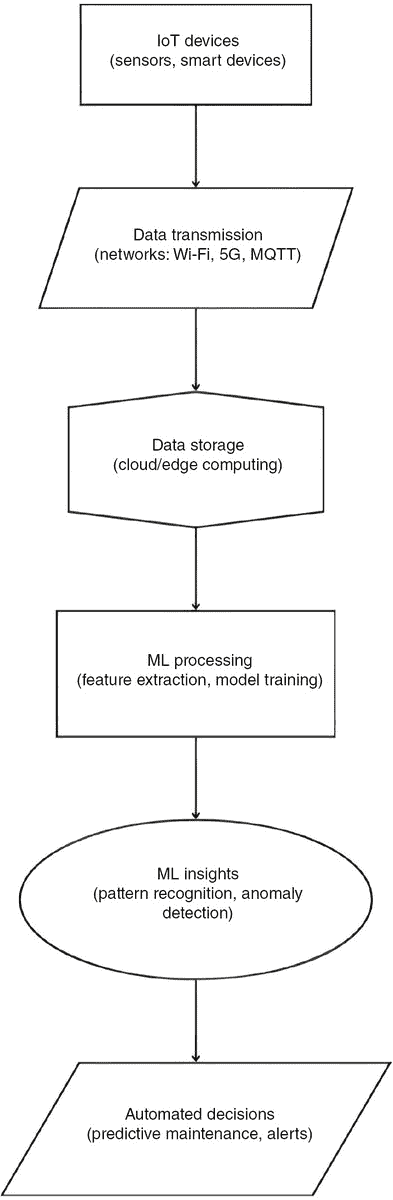 IoT devices
(sensors, smart devices)
Data transmission
(networks: Wi-Fi, 5G, MQTT)
Data storage
(cloud/edge computing)
ML processing
(feature extraction, model training)
ML insights
(pattern recognition, anomaly
detection)
Automated decisions
(predictive maintenance, alerts)